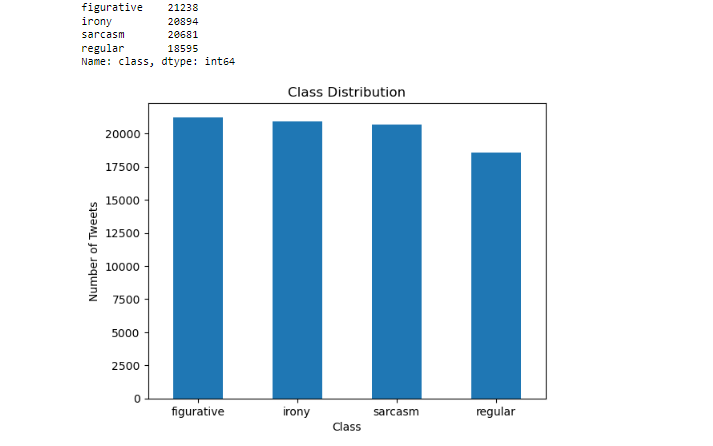 figurative    21238
irony         20894
sarcasm       20681
regular       18595
Name: class, dtype: int64
Class Distribution
20000
17500
15000
12500
10000
7500
5000
2500
0
Number of Tweets
figurative irony sarcasm regular
Class